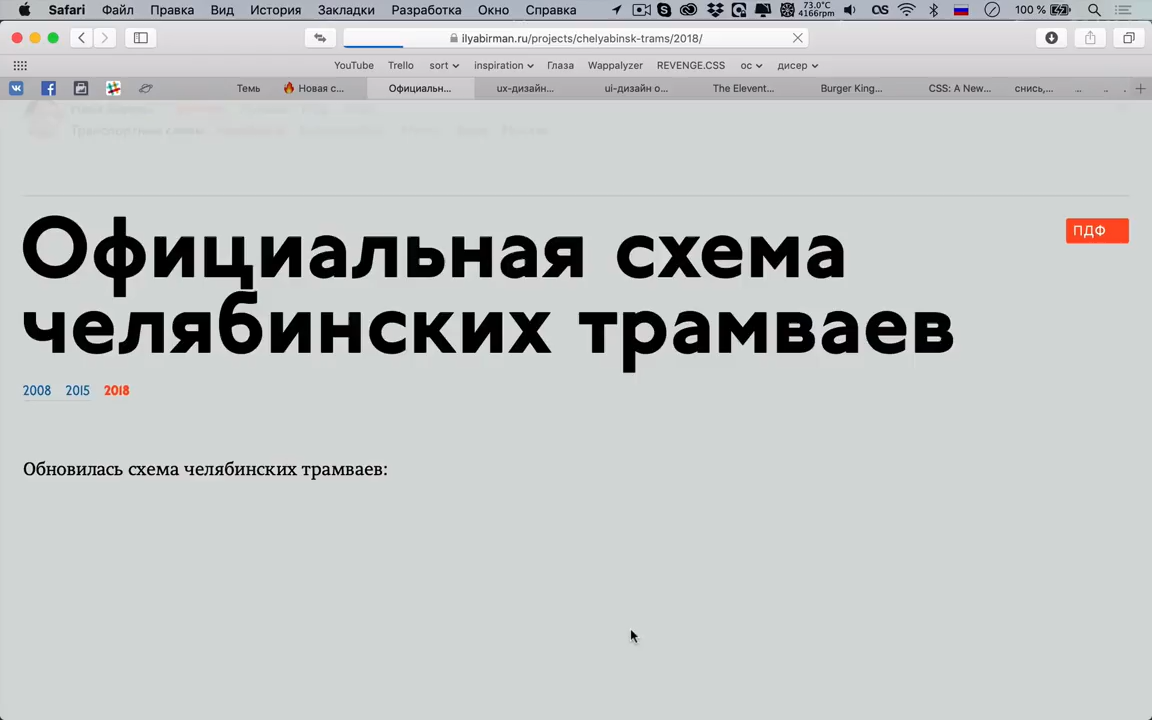 Safari Файл Правка Вид История Закладки Разработка Окно Справка 73.0°C 4166rpm 100 %
ilyabirman.ru/projects/chelyabinsk-trams/2018/
YouTube Trello sort inspiration Глаза Wappalyzer REVENGE.CSS ос дисер
Темь 🔥 Новая с... Официальн... ux-дизайн... ui-дизайн о... The Elevent... Burger King... CSS: A New... снись,... .. .. .
ПДФ
Официальная схема
челябинских трамваев
2008 2015 2018
Обновилась схема челябинских трамваев: